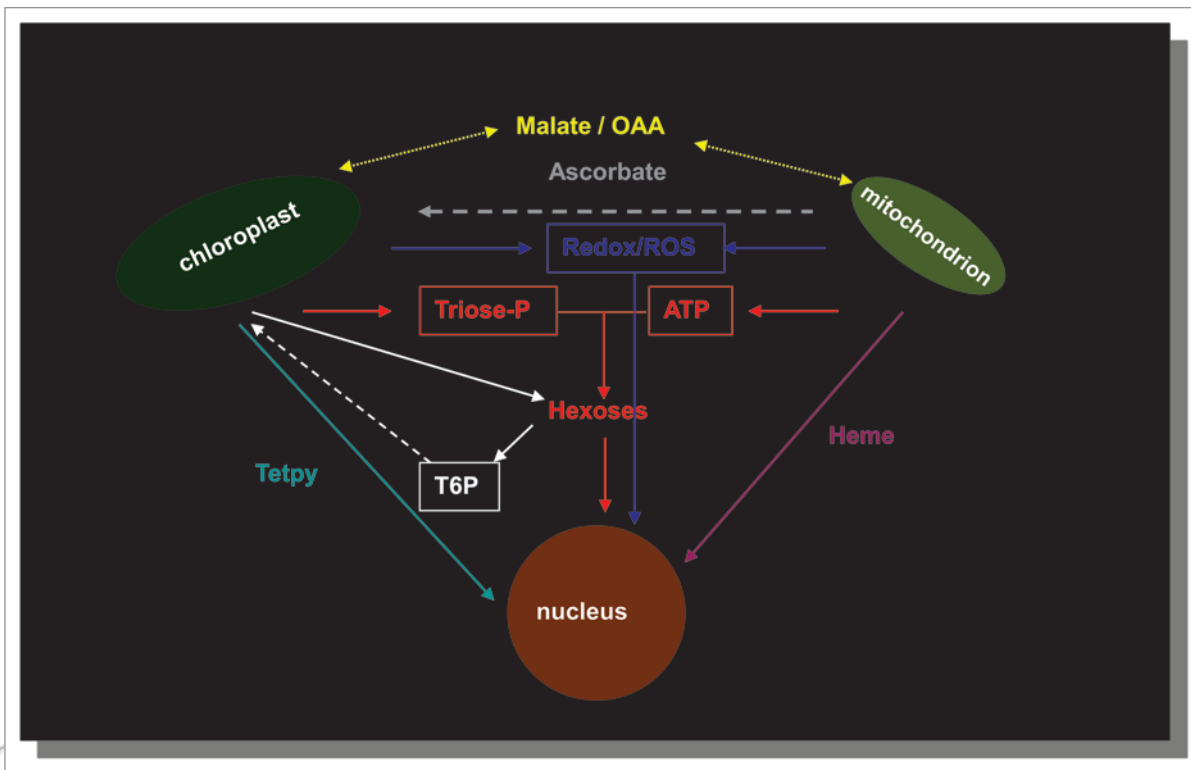 Malate / OAA
Ascorbate
chloroplast
mitochondrion
Redox/ROS
Triose-P
ATP
Hexoses
Heme
Tetpy
T6P
nucleus